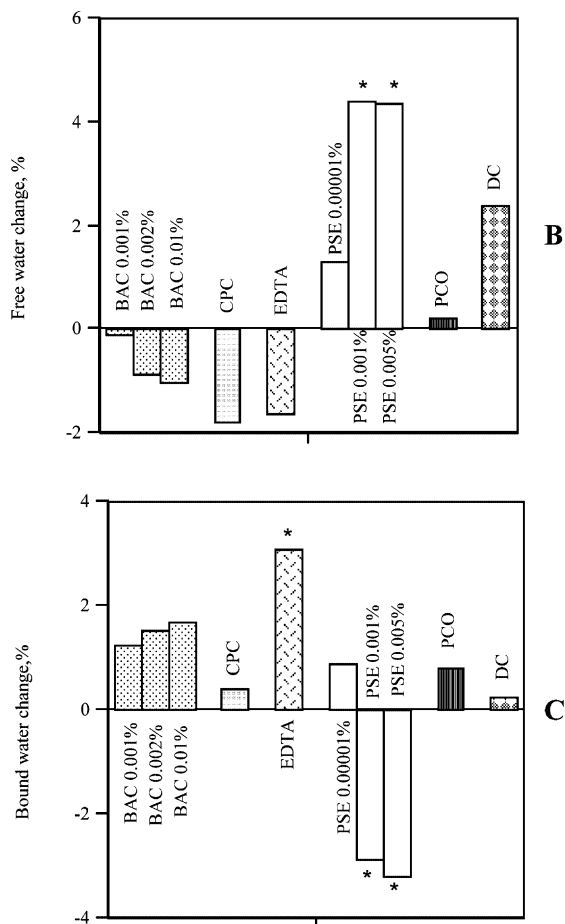 6
4
2
0
-2
Free water change, %
BAC 0.001%
BAC 0.002%
BAC 0.01%
CPC
EDTA
PSE 0.00001%
*
*
PSE 0.001%
PSE 0.005%
PCO
DC
B
4
2
0
-2
-4
Bound water change,%
BAC 0.001%
BAC 0.002%
BAC 0.01%
CPC
*
EDTA
PSE 0.00001%
PSE 0.001%
PSE 0.005%
*
*
PCO
DC
C